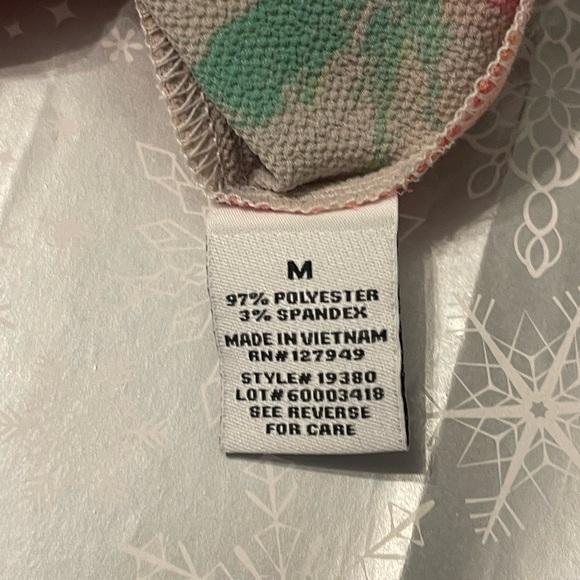 M
97% POLYESTER
3% SPANDEX
MADE IN VIETNAM
RN#127949
STYLE# 19380
LOT#60003418
SEE REVERSE
FOR CARE